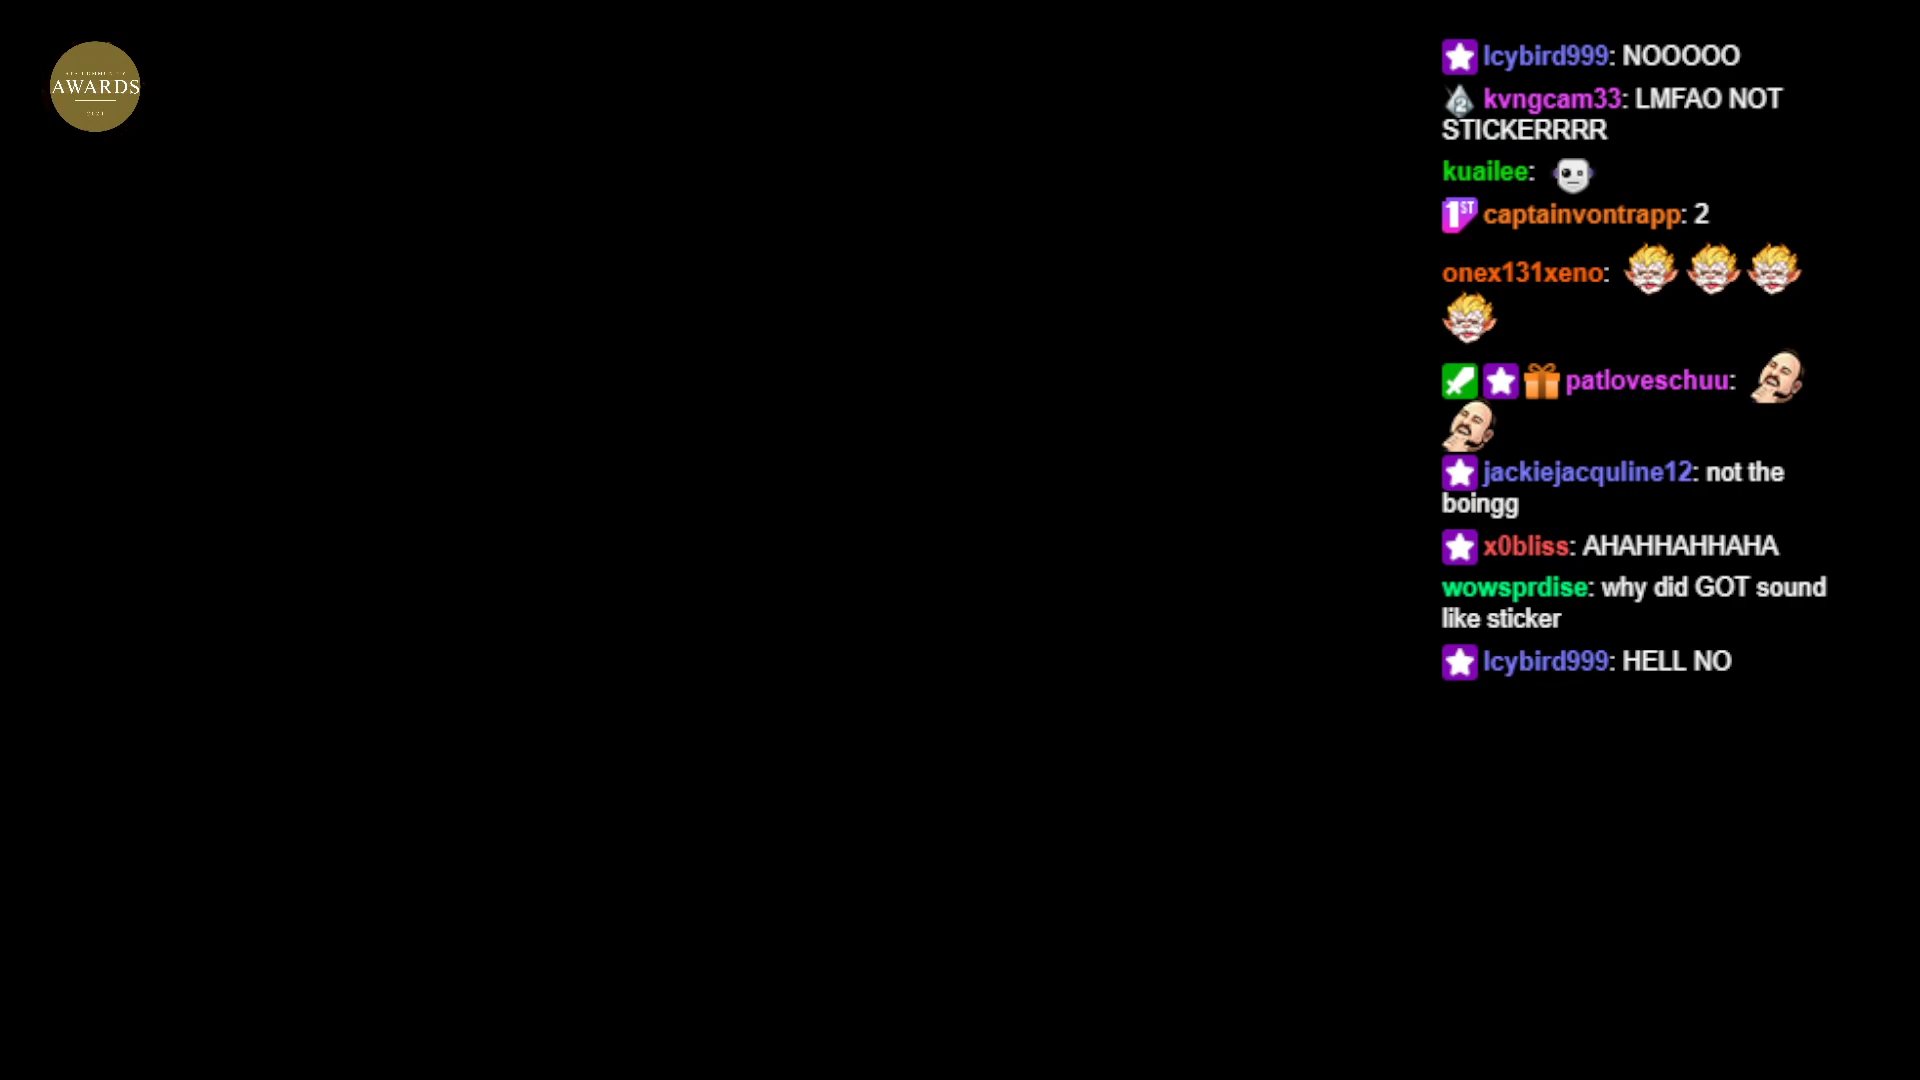 AWARDS
Icybird999: NOOOOO
kvngcam33: LMFAO NOT
STICKERRRR
kuailee:
1ST captainvontrapp: 2
onex131xeno:
patloveschuu:
jackiejacquline12: not the
boingg
x0bliss: AHAHHAHHAHA
wowsprdise: why did GOT sound
like sticker
Icybird999: HELL NO